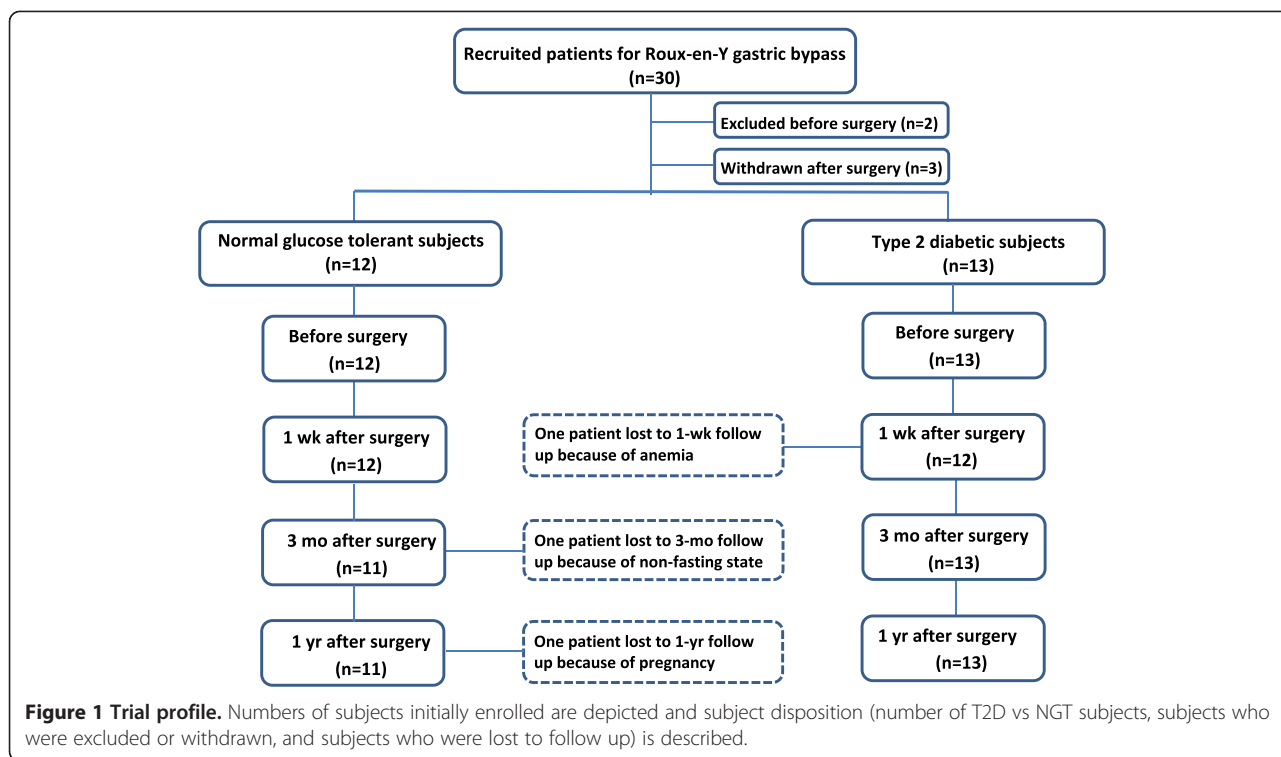 Recruited patients for Roux-en-Y gastric bypass
(n=30)
Excluded before surgery (n=2)
Withdrawn after surgery (n=3)
Normal glucose tolerant subjects
(n=12)
Type 2 diabetic subjects
(n=13)
Before surgery
(n=12)
Before surgery
(n=13)
1 wk after surgery
(n=12)
One patient lost to 1-wk follow
up because of anemia
1 wk after surgery
(n=12)
3 mo after surgery
(n=11)
One patient lost to 3-mo follow
up because of non-fasting state
3 mo after surgery
(n=13)
1 yr after surgery
(n=11)
One patient lost to 1-yr follow
up because of pregnancy
1 yr after surgery
(n=13)
Figure 1 Trial profile. Numbers of subjects initially enrolled are depicted and subject disposition (number of T2D vs NGT subjects, subjects who
were excluded or withdrawn, and subjects who were lost to follow up) is described.